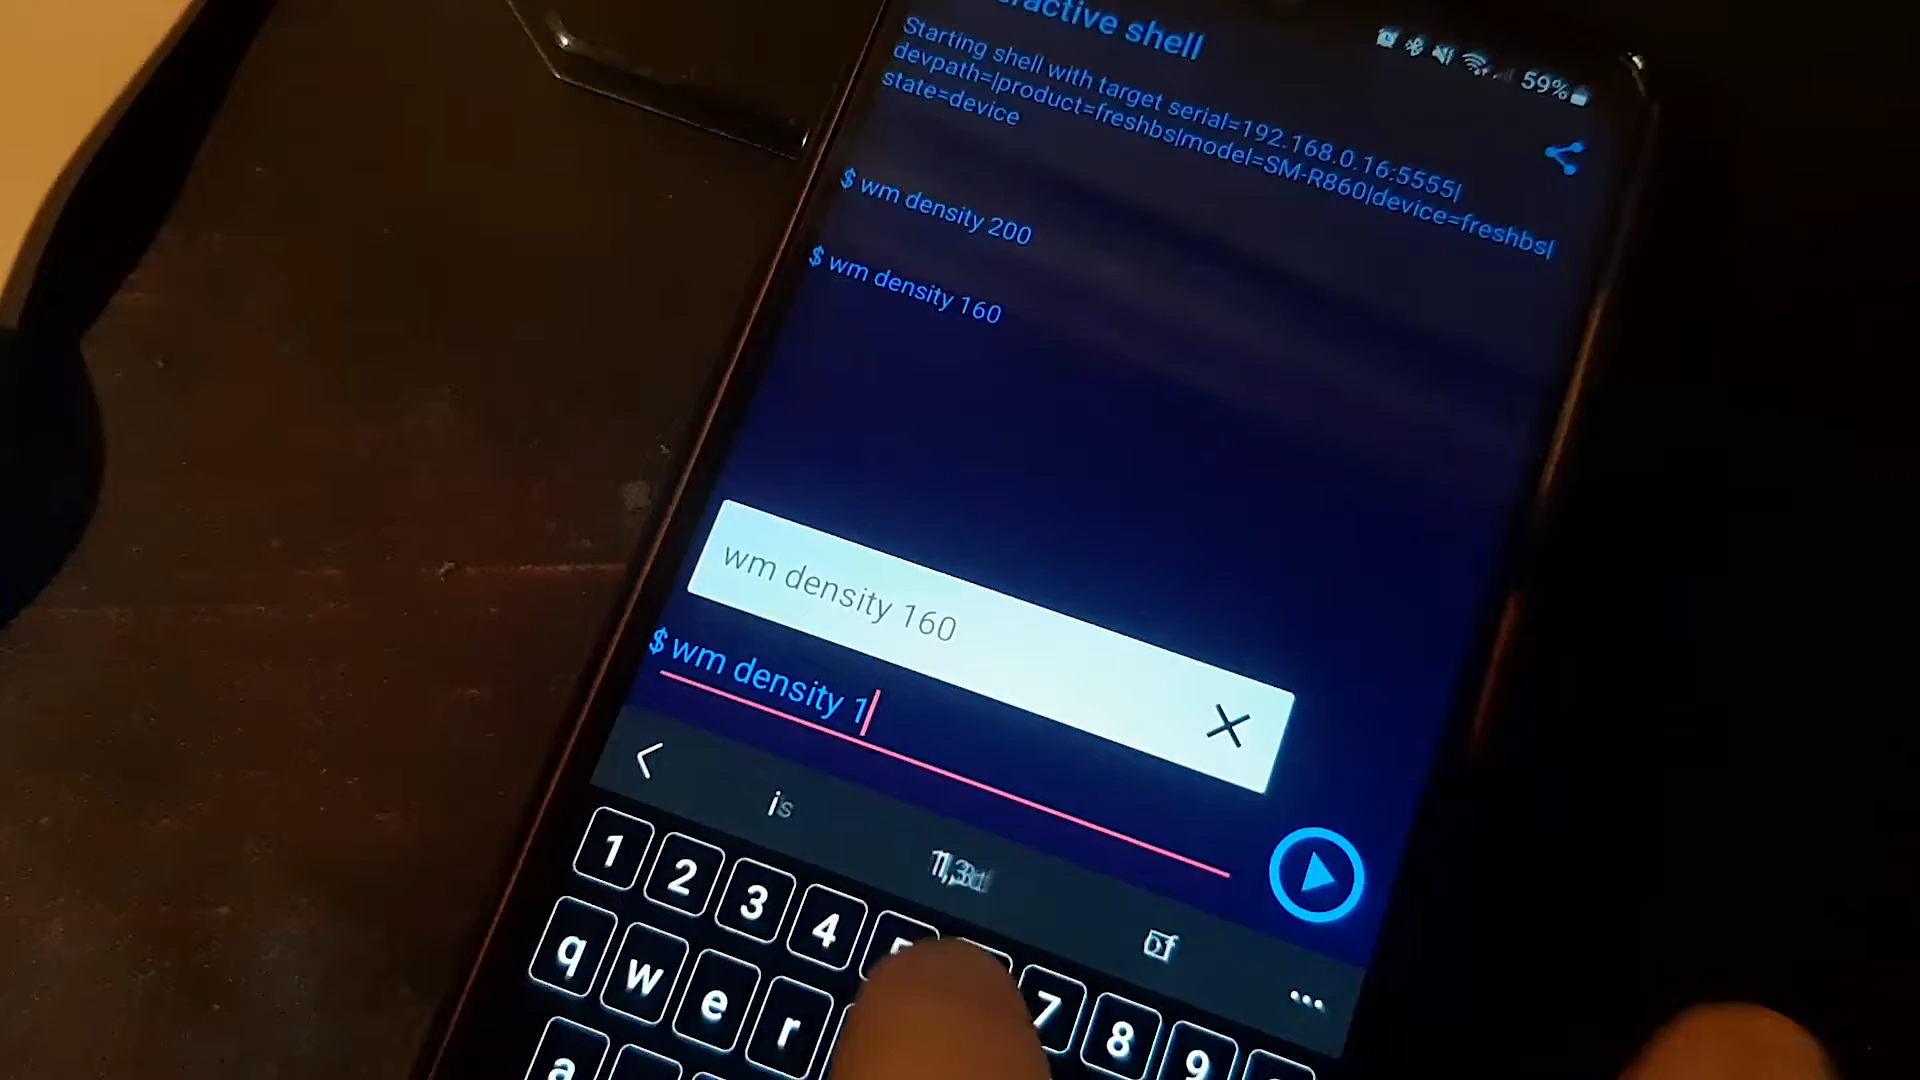 ractive shell
59%
Starting shell with target serial=192.168.0.16:5555|
devpath=|product=freshbs|model=SM-R860|device=freshbs|
state=device
$ wm density 200
$ wm density 160
wm density 160
$ wm density 1
is
of
1 2 3 4 7 8 9
q w e r
a